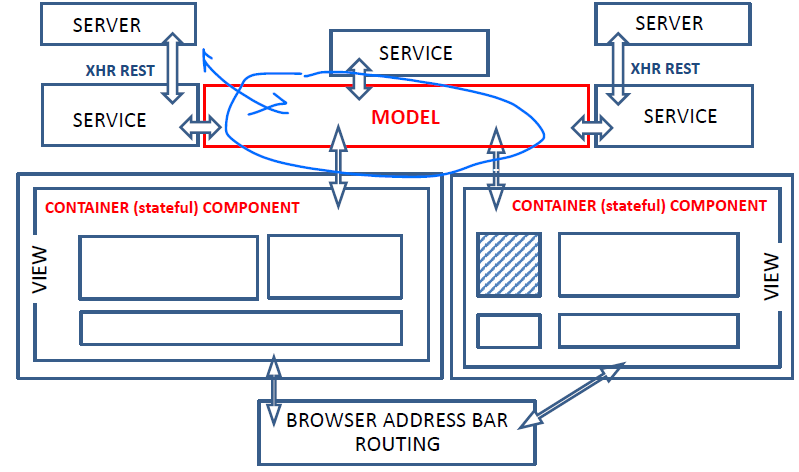 SERVER
SERVER
SERVICE
XHR REST
XHR REST
SERVICE
MODEL
SERVICE
CONTAINER (stateful) COMPONENT
CONTAINER (stateful) COMPONENT
VIEW
VIEW
BROWSER ADDRESS BAR
ROUTING